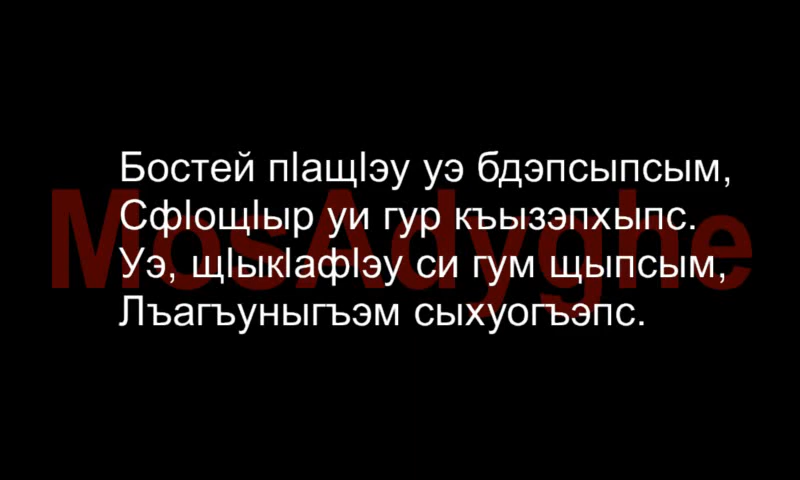 Бостей пӏащӏэу уэ бдэпсыпсым,
Сфӏощӏыр уи гур къызэпхыпс.
Уэ, щӏыкӏафӏэу си гум щыпсым,
Лъагъуныгъэм сыхуогъэпс.
MosAdyghe